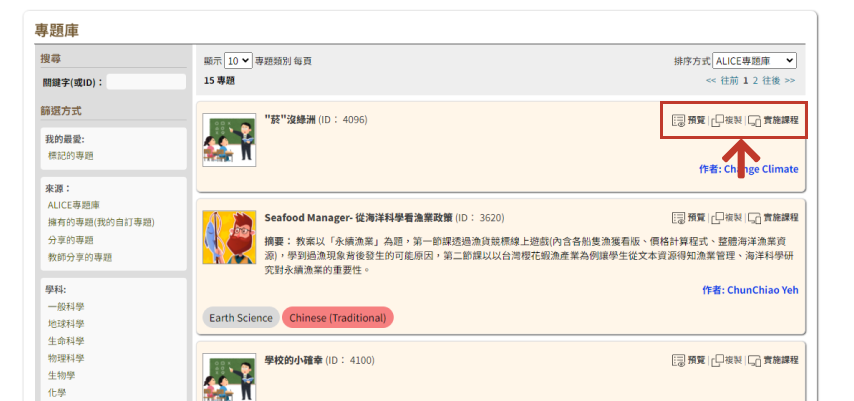 專題庫
搜尋
關鍵字(或ID)：
篩選方式
我的最愛:
標記的專題
來源：
ALICE專題庫
擁有的專題(我的自訂專題)
分享的專題
教師分享的專題
學科:
一般科學
地球科學
生命科學
物理科學
生物學
化學
顯示 10 專題類別 每頁
排序方式 ALICE專題庫
15 專題
<< 往前 1 2 往後 >>
"菸"沒綠洲 (ID： 4096)
預覽 | 複製 | 實施課程
作者: Change Climate
Seafood Manager- 從海洋科學看漁業政策 (ID： 3620)
預覽 | 複製 | 實施課程
摘要： 教案以「永續漁業」為題，第一節課透過漁貨競標線上遊戲(內含各船隻漁獲看版、價格計算程式、整體海洋漁業資
源)，學到過漁現象背後發生的可能原因，第二節課以以台灣櫻花蝦漁產業為例讓學生從文本資源得知漁業管理、海洋科學研
究對永續漁業的重要性。
作者: ChunChiao Yeh
Earth Science
Chinese (Traditional)
學校的小確幸 (ID： 4100)
預覽 | 複製 | 實施課程